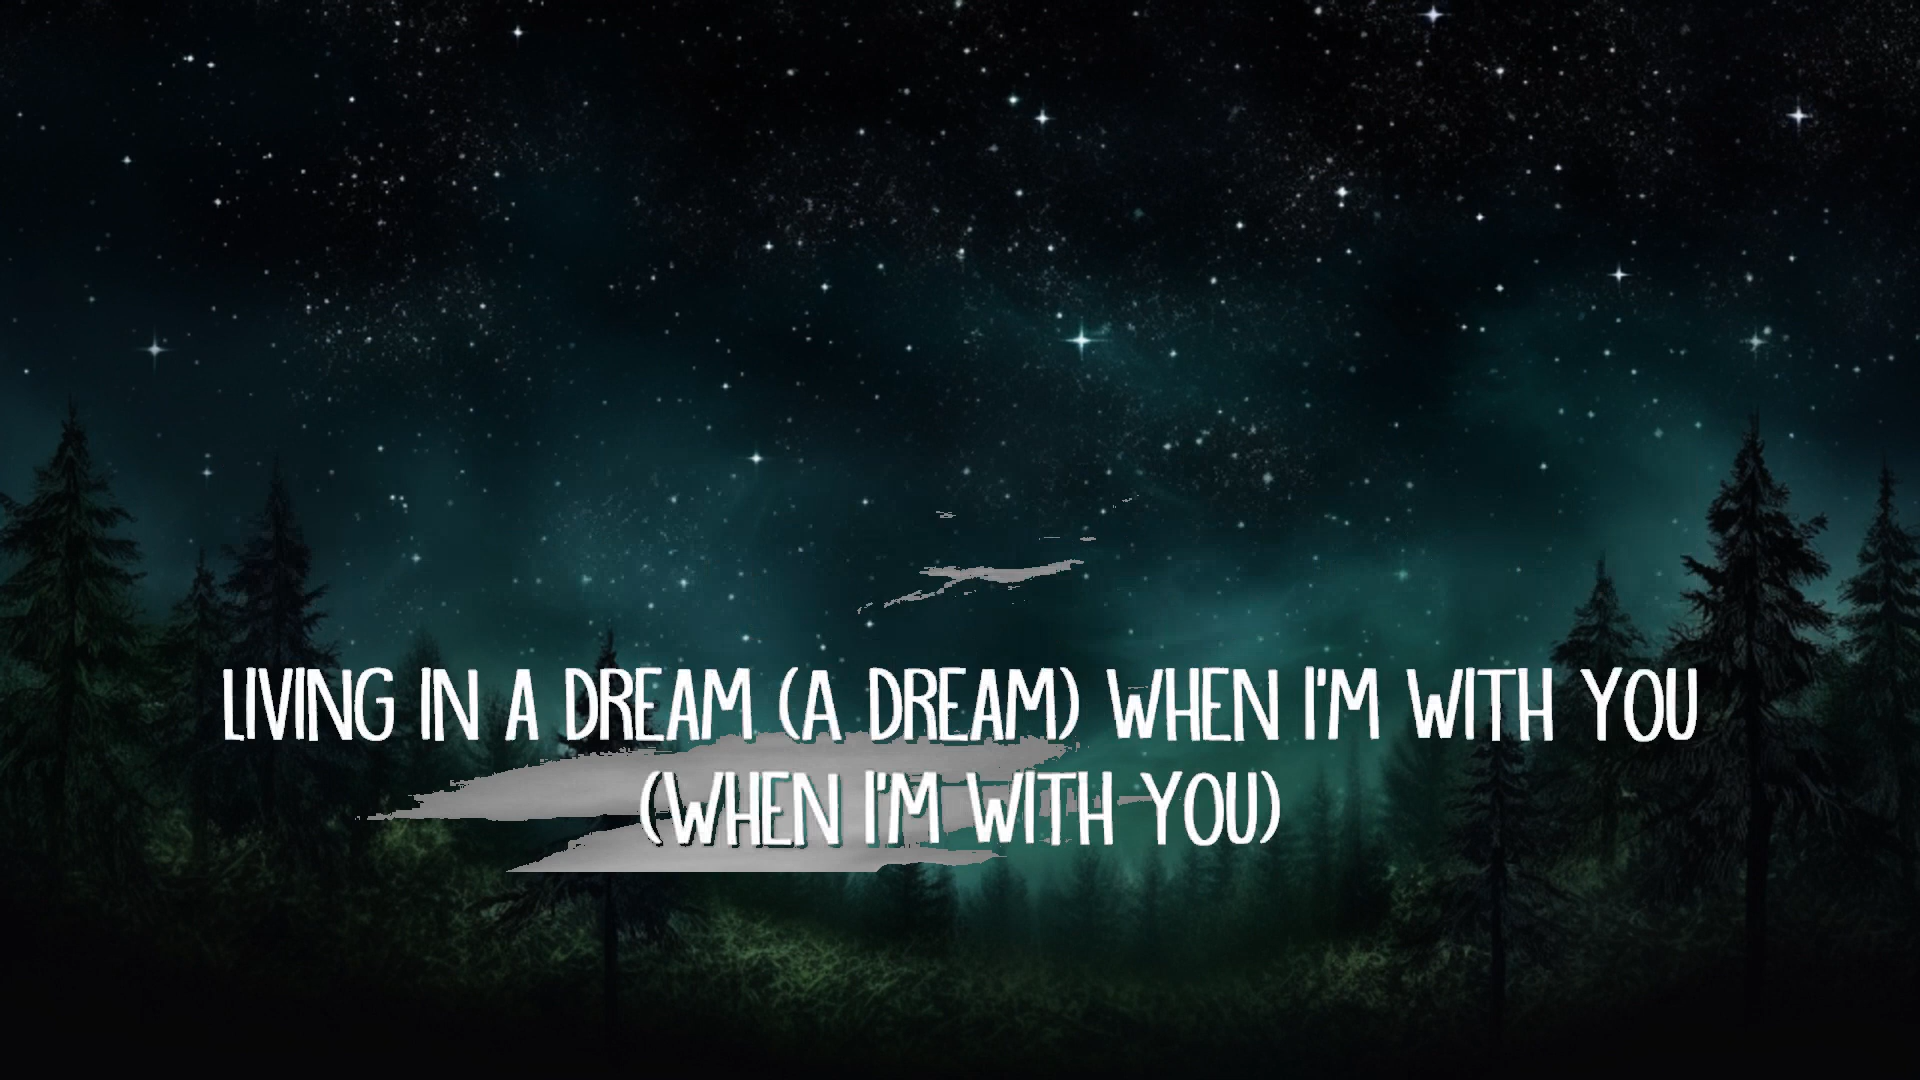 LIVING IN A DREAM (A DREAM) WHEN I'M WITH YOU
(WHEN I'M WITH YOU)